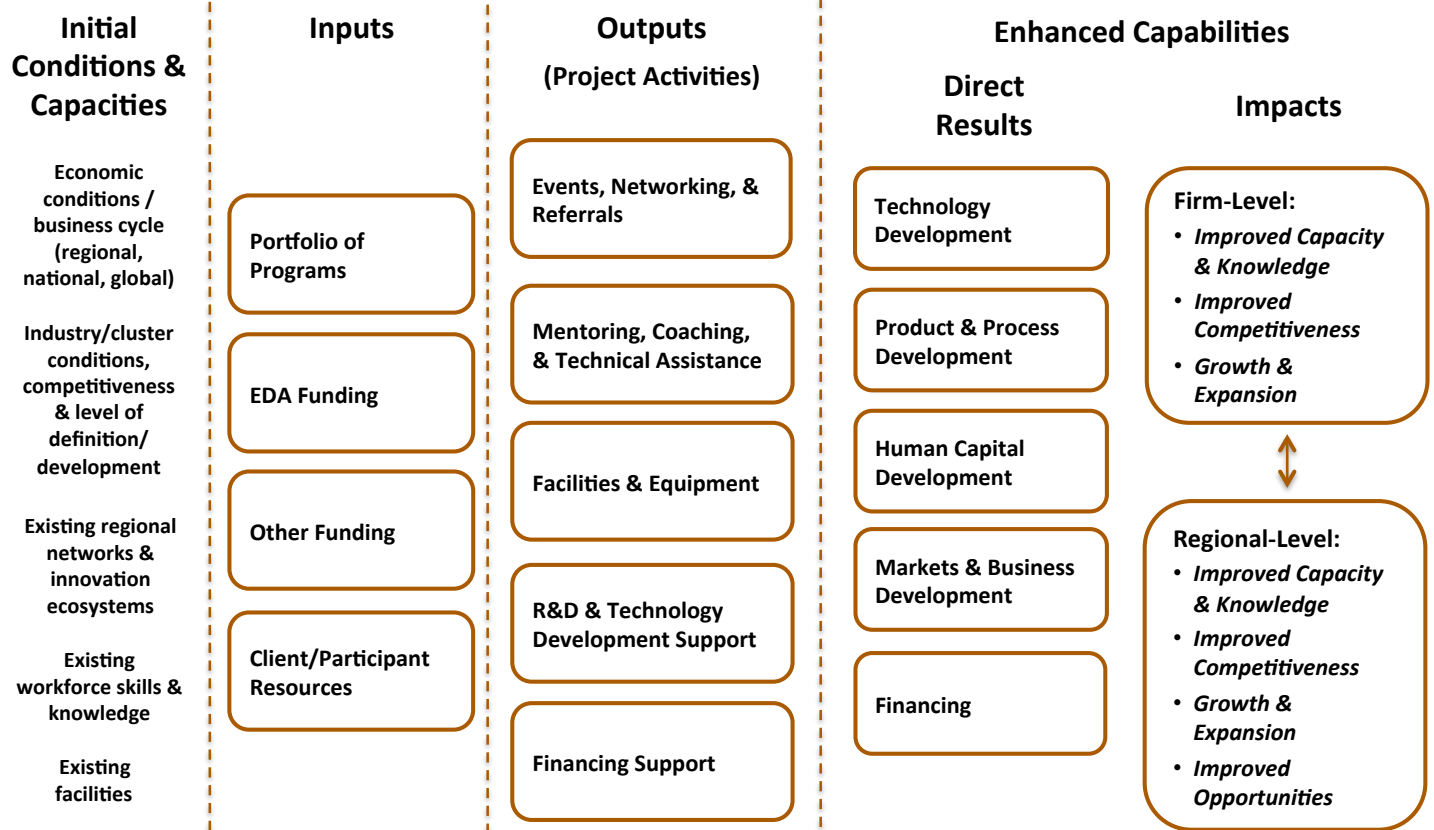 Initial
Conditions &
Capacities
Economic
conditions /
business cycle
(regional,
national, global)
Industry/cluster
conditions,
competitiveness
& level of
definition/
development
Existing regional
networks &
innovation
ecosystems
Existing
workforce skills &
knowledge
Existing
facilities
Inputs
Portfolio of
Programs
EDA Funding
Other Funding
Client/Participant
Resources
Outputs
(Project Activities)
Events, Networking, &
Referrals
Mentoring, Coaching,
& Technical Assistance
Facilities & Equipment
R&D & Technology
Development Support
Financing Support
Enhanced Capabilities
Direct
Results
Technology
Development
Product & Process
Development
Human Capital
Development
Markets & Business
Development
Financing
Impacts
Firm-Level:
• Improved Capacity
& Knowledge
• Improved
Competitiveness
• Growth &
Expansion
Regional-Level:
• Improved Capacity
& Knowledge
• Improved
Competitiveness
• Growth &
Expansion
• Improved
Opportunities